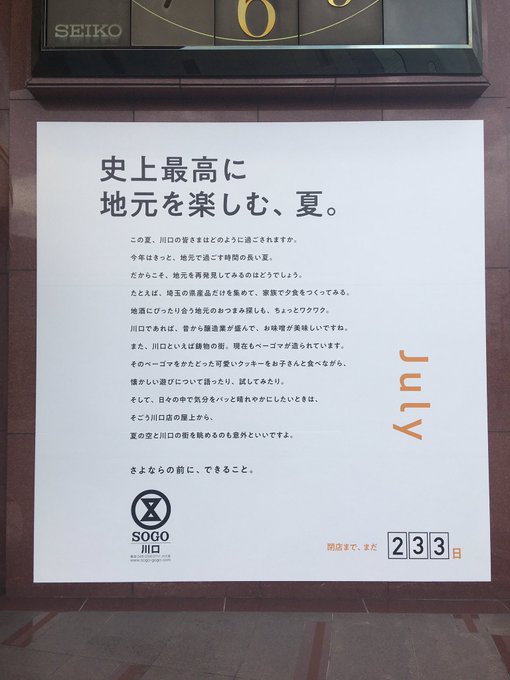 SEIKO
6
史上最高に
地元を楽しむ、夏。
この夏、川口の皆さまはどのように過ごされますか。
今年はきっと、地元で過ごす時間の長い夏。
だからこそ、地元を再発見してみるのはどうでしょう。
たとえば、埼玉の県産品だけを集めて、家族で夕食をつくってみる。
地酒にぴったり合う地元のおつまみ探しも、ちょっとワクワク。
川口であれば、昔から醸造業が盛んで、お味噌が美味しいですね。
また、川口といえば鋳物の街。現在もベーゴマが造られています。
そのベーゴマをかたどった可愛いクッキーをお子さんと食べながら、
懐かしい遊びについて語ったり、試してみたり。
そして、日々の中で気分をパッと晴れやかにしたいときは、
そごう川口店の屋上から、
夏の空と川口の街を眺めるのも意外といいですよ。
July
さよならの前に、できること。
SOGO
川口
www.sogo-gogo.com
閉店まで、まだ 233日